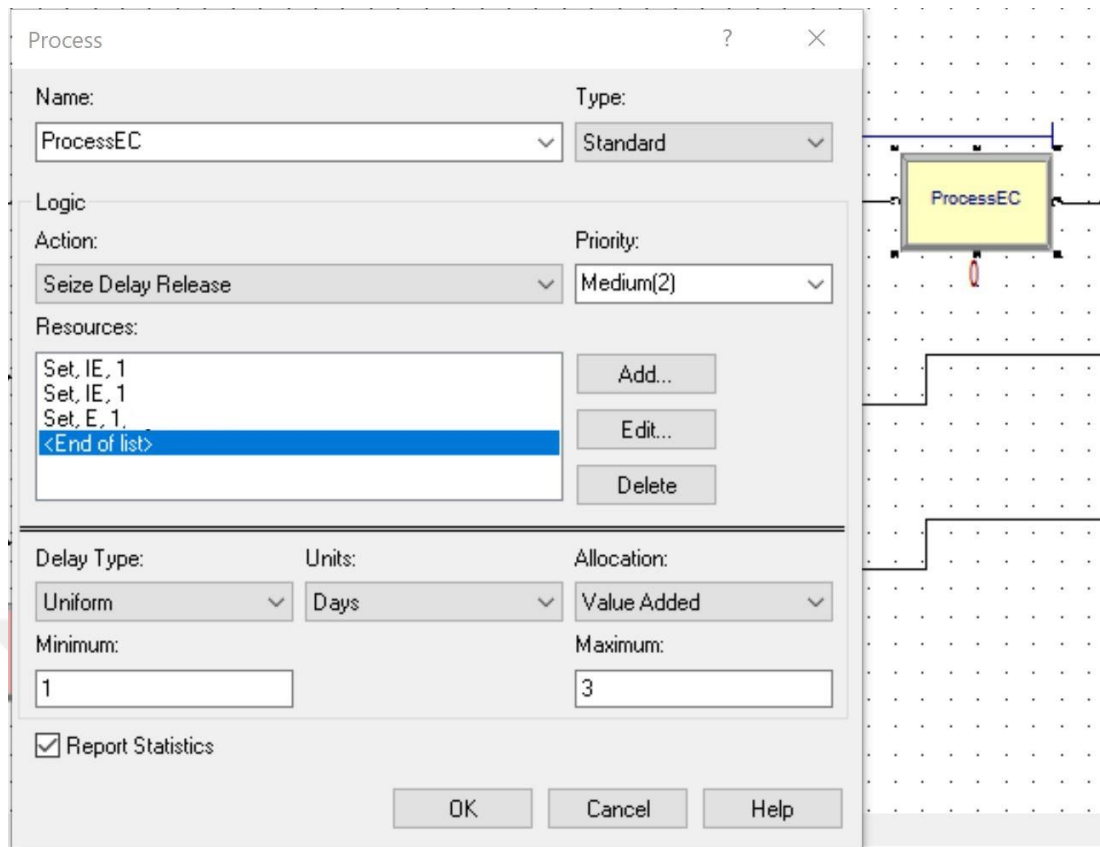 Process ?
Name: Type:
ProcessEC Standard
Logic
Action: Priority:
Seize Delay Release Medium(2)
Resources:
Set, IE, 1
Set, IE, 1
Set, E, 1,
<End of list>
Add...
Edit...
Delete
Delay Type: Units: Allocation:
Uniform Days Value Added
Minimum: Maximum:
1 3
Report Statistics
OK Cancel Help
ProcessEC
0